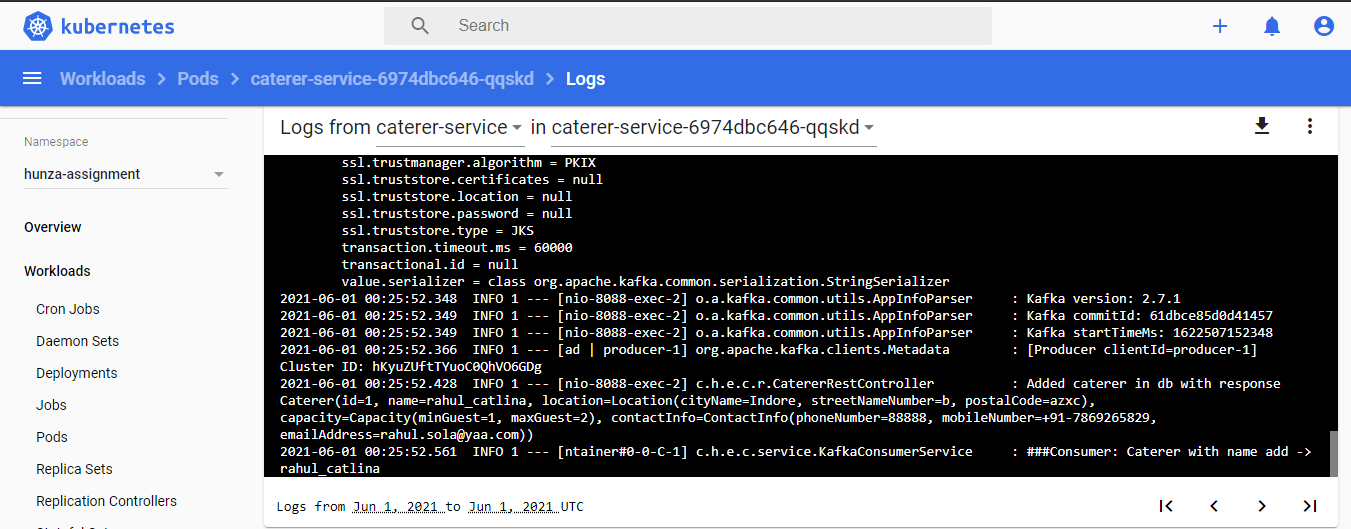 kubernetes
Search
Workloads > Pods > caterer-service-6974dbc646-qqskd > Logs
Namespace
hunza-assignment
Overview
Workloads
Cron Jobs
Daemon Sets
Deployments
Jobs
Pods
Replica Sets
Replication Controllers
Logs from caterer-service in caterer-service-6974dbc646-qqskd
ssl.trustmanager.algorithm = PKIX
ssl.truststore.certificates = null
ssl.truststore.location = null
ssl.truststore.password = null
ssl.truststore.type = JKS
transaction.timeout.ms = 60000
transactional.id = null
value.serializer = class org.apache.kafka.common.serialization.StringSerializer
2021-06-01 00:25:52.348  INFO 1 --- [nio-8088-exec-2] o.a.kafka.common.utils.AppInfoParser     : Kafka version: 2.7.1
2021-06-01 00:25:52.349  INFO 1 --- [nio-8088-exec-2] o.a.kafka.common.utils.AppInfoParser     : Kafka commitId: 61dbce85d0d41457
2021-06-01 00:25:52.349  INFO 1 --- [nio-8088-exec-2] o.a.kafka.common.utils.AppInfoParser     : Kafka startTimeMs: 1622507152348
2021-06-01 00:25:52.366  INFO 1 --- [ad | producer-1] org.apache.kafka.clients.Metadata        : [Producer clientId=producer-1]
Cluster ID: hKyuZUftTYuoC0QhVO6GDg
2021-06-01 00:25:52.428  INFO 1 --- [nio-8088-exec-2] c.h.e.c.r.CatererRestController          : Added caterer in db with response
Caterer(id=1, name=rahul_catlina, location=Location(cityName=Indore, streetNameNumber=b, postalCode=azxc),
capacity=Capacity(minGuest=1, maxGuest=2), contactInfo=ContactInfo(phoneNumber=88888, mobileNumber=+91-7869265829,
emailAddress=rahul.sola@yaa.com))
2021-06-01 00:25:52.561  INFO 1 --- [ntainer#0-0-C-1] c.h.e.c.service.KafkaConsumerService     : ###Consumer: Caterer with name add ->
rahul_catlina
Logs from Jun 1, 2021 to Jun 1, 2021 UTC